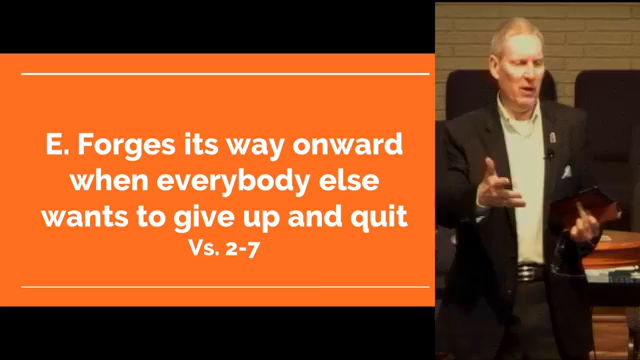 E. Forges its way onward
when everybody else
wants to give up and quit
Vs. 2-7